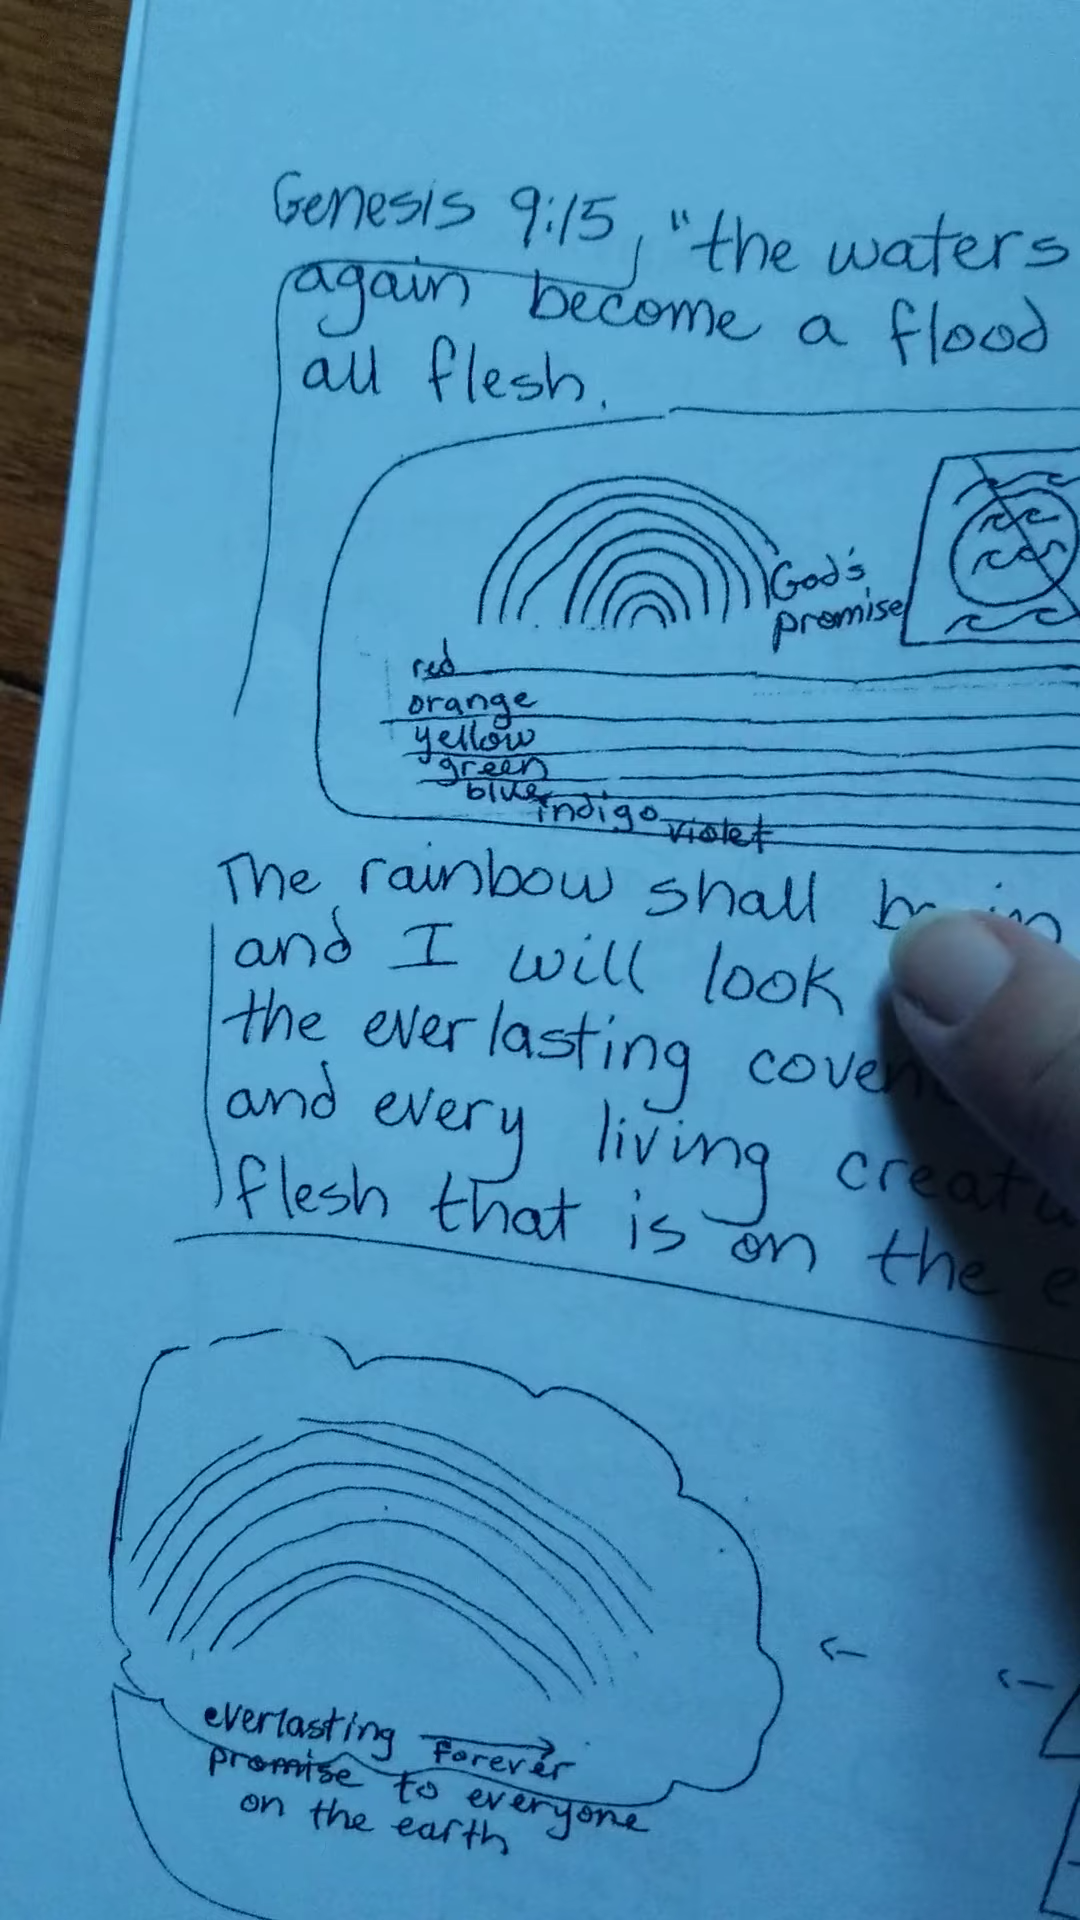 Genesis 9:15, "the waters
again become a flood
all flesh.
God's
promise
red
orange
yellow
green
blue
indigo
violet
The rainbow shall in
and I will look
the everlasting
and every living
flesh that is on the
everlasting
forever
promise to everyone
on the earth